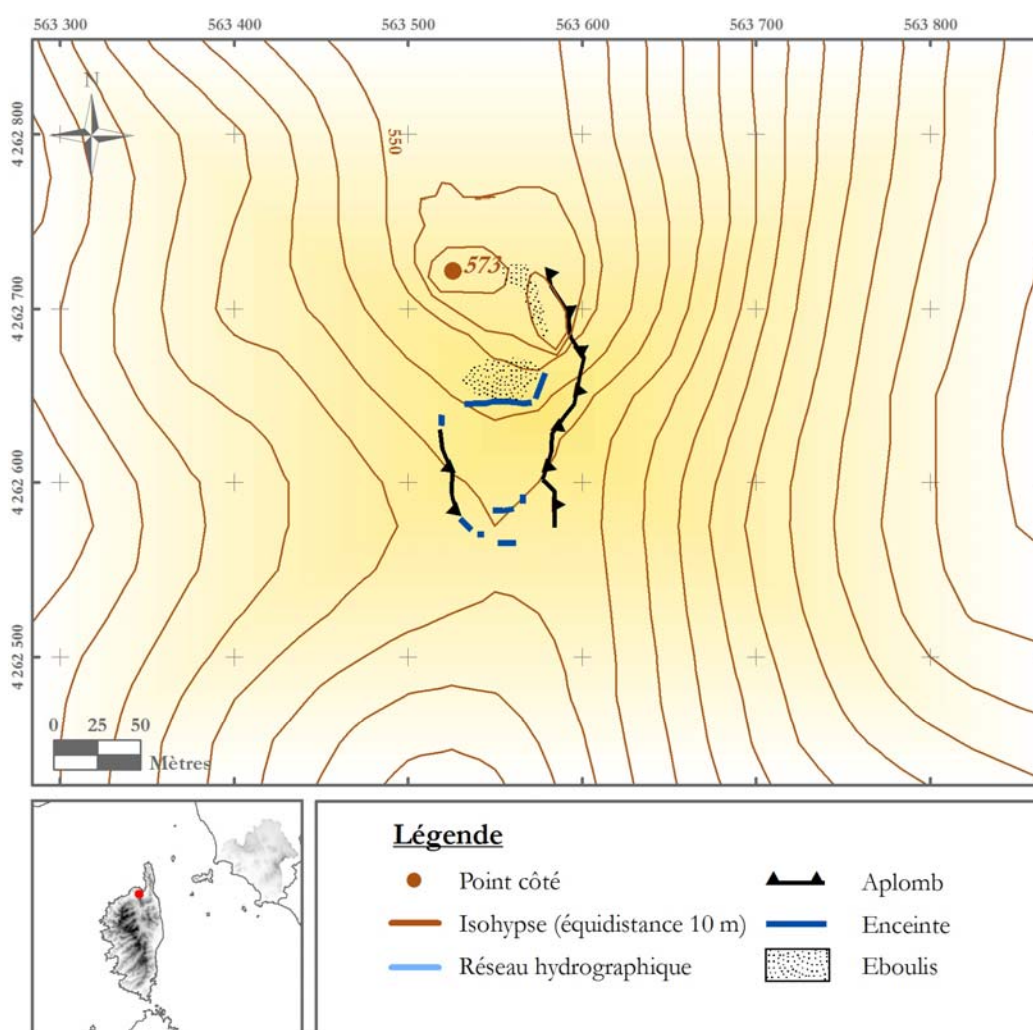 563 300 563 400 563 500 563 600 563 700 563 800
N
4 262 800
550
573
4 262 700
4 262 600
4 262 500
0 25 50
Mètres
Légende
Point côté
Aplomb
Isohypse (équidistance 10 m)
Enceinte
Réseau hydrographique
Eboulis